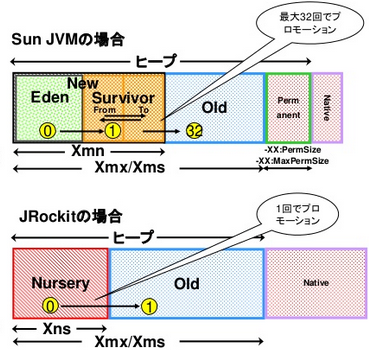 Sun JVMの場合
最大32回でプ
ロモーション
ヒープ
New
Eden
Survivor
From
To
Old
Perm
anent
Native
0
1
32
Xmn
-XX:PermSize
-XX:MaxPermSize
Xmx/Xms
JRockitの場合
1回でプロ
モーション
ヒープ
Nursery
Old
Native
0
1
Xns
Xmx/Xms